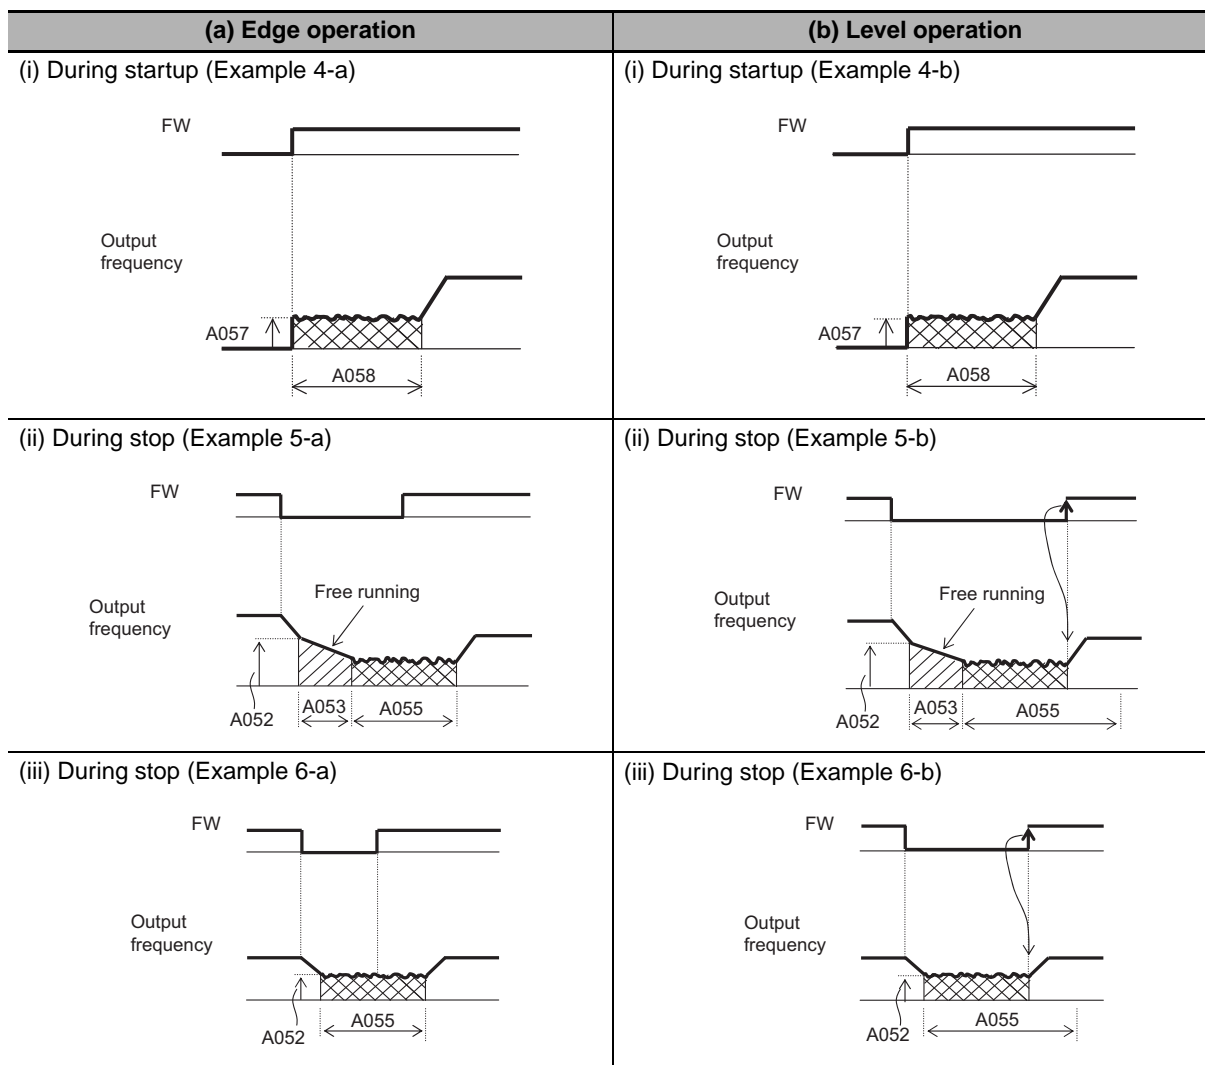 (a) Edge operation
(b) Level operation
(i) During startup (Example 4-a)
FW
Output
frequency
A057
A058
(i) During startup (Example 4-b)
FW
Output
frequency
A057
A058
(ii) During stop (Example 5-a)
FW
Free running
Output
frequency
A052
A053
A055
(ii) During stop (Example 5-b)
FW
Free running
Output
frequency
A052
A053
A055
(iii) During stop (Example 6-a)
FW
Output
frequency
A052
A055
(iii) During stop (Example 6-b)
FW
Output
frequency
A052
A055